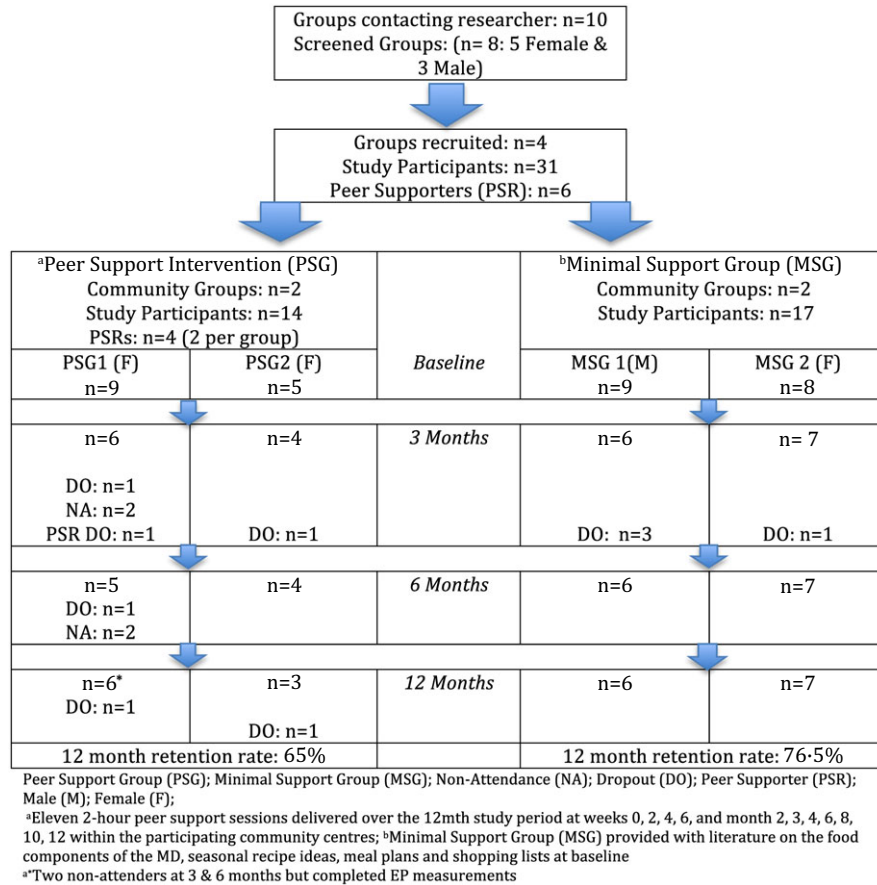 Groups contacting researcher: n=10
Screened Groups: (n= 8: 5 Female &
3 Male)
Groups recruited: n=4
Study Participants: n=31
Peer Supporters (PSR): n=6
ᵃPeer Support Intervention (PSG)
Community Groups: n=2
Study Participants: n=14
PSRs: n=4 (2 per group)
ᵇMinimal Support Group (MSG)
Community Groups: n=2
Study Participants: n=17
PSG1 (F)
n=9
PSG2 (F)
n=5
Baseline
MSG 1(M)
n=9
MSG 2 (F)
n=8
n=6
DO: n=1
NA: n=2
PSR DO: n=1
n=4
DO: n=1
3 Months
n=6
DO: n=3
n= 7
DO: n=1
n=5
DO: n=1
NA: n=2
n=4
6 Months
n=6
n=7
n=6*
DO: n=1
n=3
DO: n=1
12 Months
n=6
n=7
12 month retention rate: 65%
12 month retention rate: 76·5%
Peer Support Group (PSG); Minimal Support Group (MSG); Non-Attendance (NA); Dropout (DO); Peer Supporter (PSR);
Male (M); Female (F);
ᵃEleven 2-hour peer support sessions delivered over the 12mth study period at weeks 0, 2, 4, 6, and month 2, 3, 4, 6, 8,
10, 12 within the participating community centres; ᵇMinimal Support Group (MSG) provided with literature on the food
components of the MD, seasonal recipe ideas, meal plans and shopping lists at baseline
ᵃ*Two non-attenders at 3 & 6 months but completed EP measurements